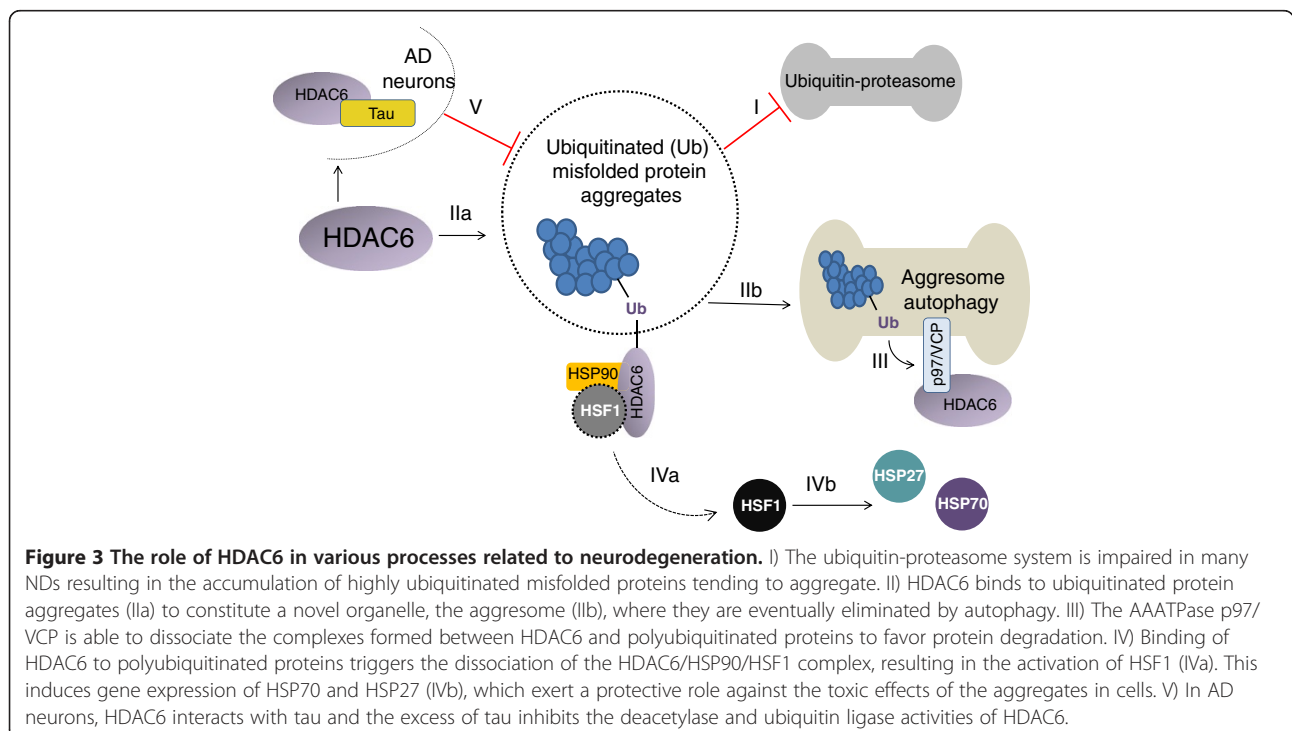 AD
neurons
HDAC6
Tau
V
I
Ubiquitin-proteasome
Ubiquitinated (Ub)
misfolded protein
aggregates
HDAC6
IIa
Ub
IIb
Aggresome
autophagy
Ub
III
p97/VCP
HDAC6
HSP90
HSF1
HDAC6
IVa
HSF1
IVb
HSP27
HSP70
Figure 3 The role of HDAC6 in various processes related to neurodegeneration. I) The ubiquitin-proteasome system is impaired in many
NDs resulting in the accumulation of highly ubiquitinated misfolded proteins tending to aggregate. II) HDAC6 binds to ubiquitinated protein
aggregates (IIa) to constitute a novel organelle, the aggresome (IIb), where they are eventually eliminated by autophagy. III) The AAATPase p97/
VCP is able to dissociate the complexes formed between HDAC6 and polyubiquitinated proteins to favor protein degradation. IV) Binding of
HDAC6 to polyubiquitinated proteins triggers the dissociation of the HDAC6/HSP90/HSF1 complex, resulting in the activation of HSF1 (IVa). This
induces gene expression of HSP70 and HSP27 (IVb), which exert a protective role against the toxic effects of the aggregates in cells. V) In AD
neurons, HDAC6 interacts with tau and the excess of tau inhibits the deacetylase and ubiquitin ligase activities of HDAC6.